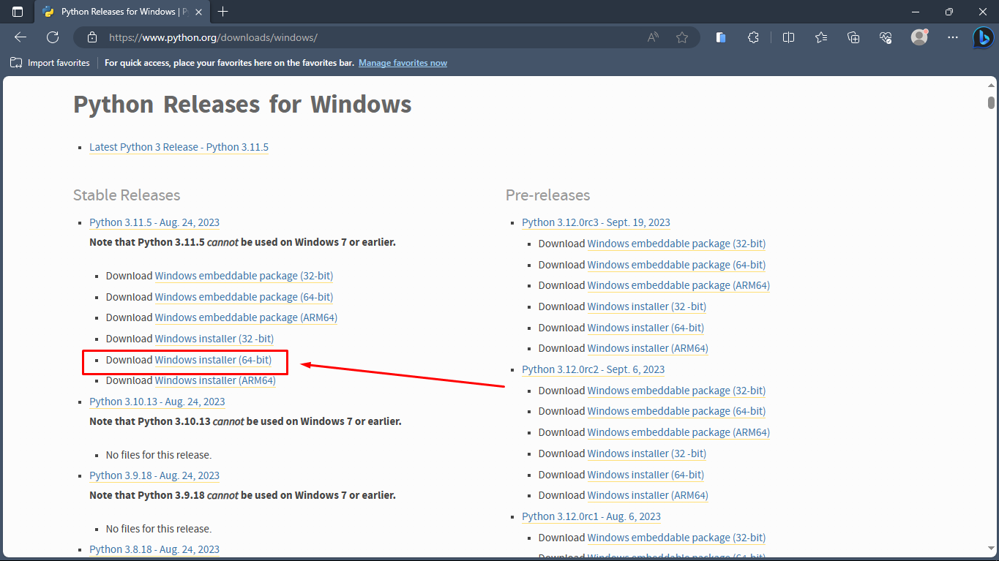 Python Releases for Windows | P
https://www.python.org/downloads/windows/
Import favorites
For quick access, place your favorites here on the favorites bar. Manage favorites now
Python Releases for Windows
Latest Python 3 Release - Python 3.11.5
Stable Releases
Python 3.11.5 - Aug. 24, 2023
Note that Python 3.11.5 cannot be used on Windows 7 or earlier.
Download Windows embeddable package (32-bit)
Download Windows embeddable package (64-bit)
Download Windows embeddable package (ARM64)
Download Windows installer (32 -bit)
Download Windows installer (64-bit)
Download Windows installer (ARM64)
Python 3.10.13 - Aug. 24, 2023
Note that Python 3.10.13 cannot be used on Windows 7 or earlier.
No files for this release.
Python 3.9.18 - Aug. 24, 2023
Note that Python 3.9.18 cannot be used on Windows 7 or earlier.
No files for this release.
Python 3.8.18 - Aug. 24, 2023
Pre-releases
Python 3.12.0rc3 - Sept. 19, 2023
Download Windows embeddable package (32-bit)
Download Windows embeddable package (64-bit)
Download Windows embeddable package (ARM64)
Download Windows installer (32 -bit)
Download Windows installer (64-bit)
Download Windows installer (ARM64)
Python 3.12.0rc2 - Sept. 6, 2023
Download Windows embeddable package (32-bit)
Download Windows embeddable package (64-bit)
Download Windows embeddable package (ARM64)
Download Windows installer (32 -bit)
Download Windows installer (64-bit)
Download Windows installer (ARM64)
Python 3.12.0rc1 - Aug. 6, 2023
Download Windows embeddable package (32-bit)
Download Windows embeddable package (64-bit)